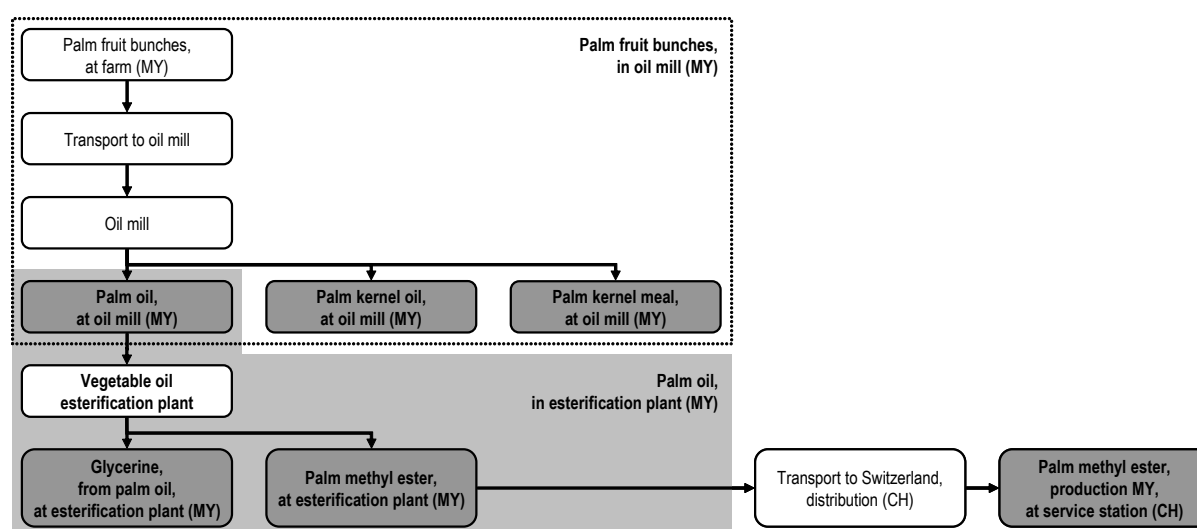 Palm fruit bunches,
at farm (MY)
Palm fruit bunches,
in oil mill (MY)
Transport to oil mill
Oil mill
Palm oil,
at oil mill (MY)
Palm kernel oil,
at oil mill (MY)
Palm kernel meal,
at oil mill (MY)
Vegetable oil
esterification plant
Palm oil,
in esterification plant (MY)
Glycerine,
from palm oil,
at esterification plant (MY)
Palm methyl ester,
at esterification plant (MY)
Transport to Switzerland,
distribution (CH)
Palm methyl ester,
production MY,
at service station (CH)